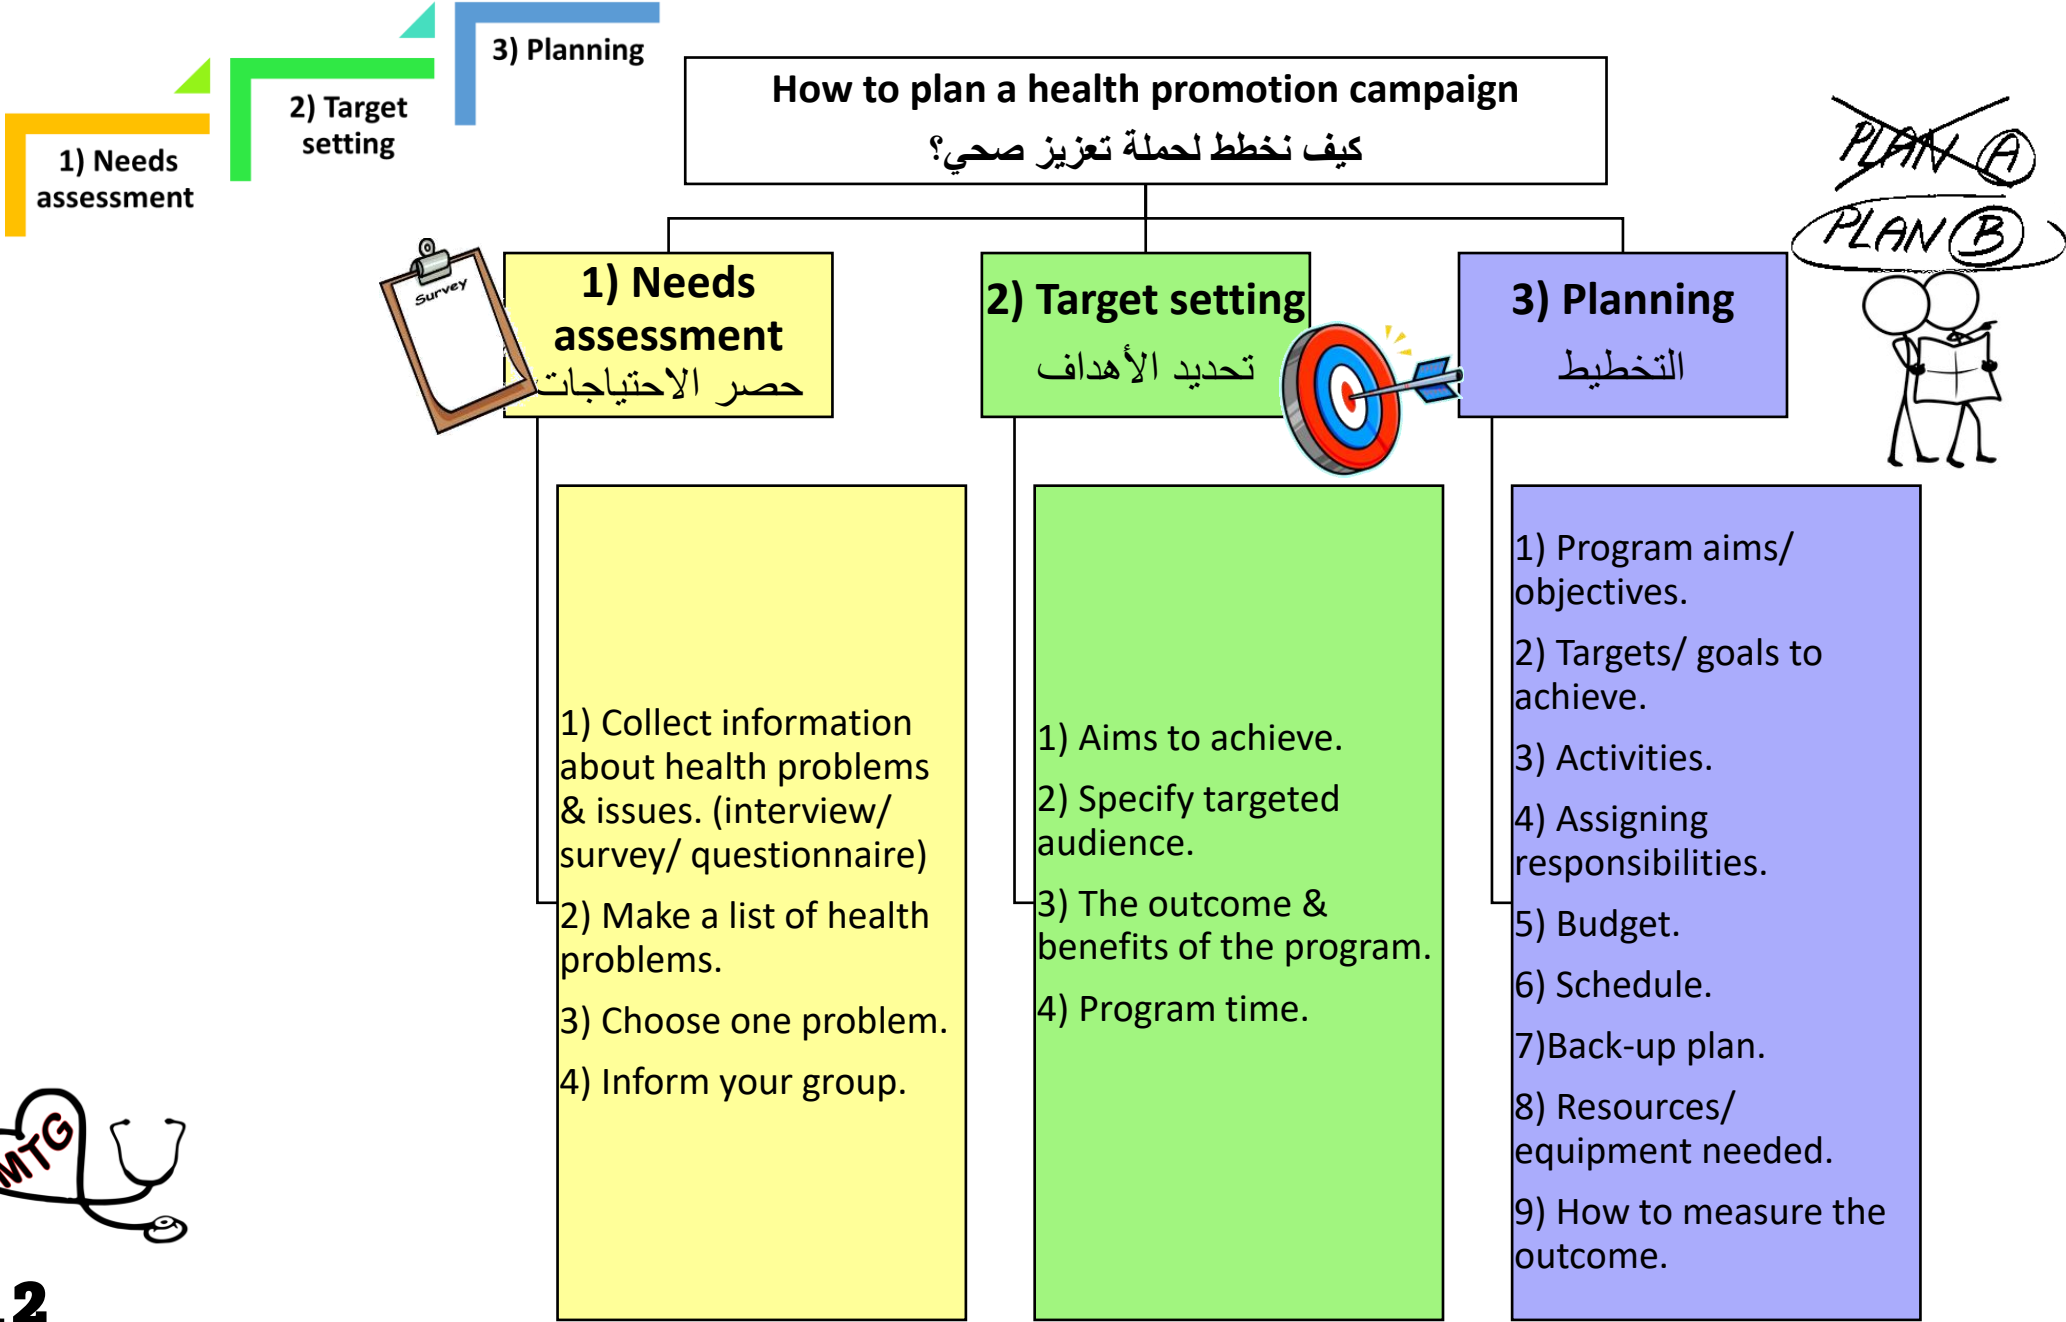 3) Planning
2) Target
setting
1) Needs
assessment
How to plan a health promotion campaign
كيف نخطط لحملة تعزيز صحي؟
PLAN A
PLAN B
Survey
1) Needs
assessment
حصر الاحتياجات
2) Target setting
تحديد الأهداف
3) Planning
التخطيط
1) Collect information
about health problems
& issues. (interview/
survey/ questionnaire)
2) Make a list of health
problems.
3) Choose one problem.
4) Inform your group.
1) Aims to achieve.
2) Specify targeted
audience.
3) The outcome &
benefits of the program.
4) Program time.
1) Program aims/
objectives.
2) Targets/ goals to
achieve.
3) Activities.
4) Assigning
responsibilities.
5) Budget.
6) Schedule.
7)Back-up plan.
8) Resources/
equipment needed.
9) How to measure the
outcome.
MTG
2